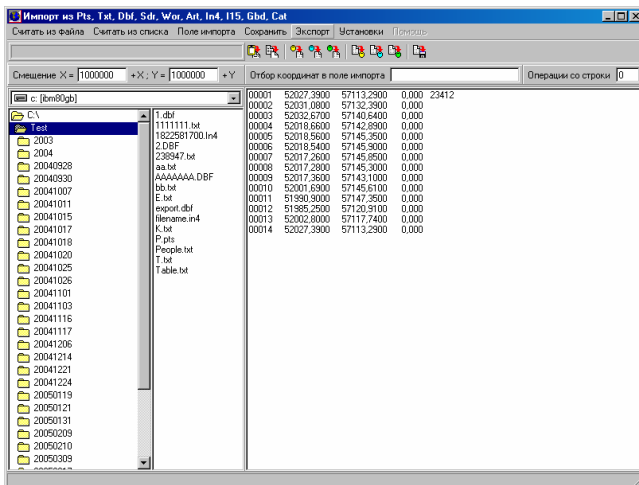 Импорт из Pts, Txt, Dbf, Sdr, Wor, Art, In4, I15, Gbd, Cat
Считать из файла Считать из списка Поле импорта Сохранить Экспорт Установки Помощь
Смещение X = 1000000 +X ; Y = 1000000 +Y Отбор координат в поле импорта Операции со строки 0
c: [ibm80gb]
C:\
Test
2003
2004
20040928
20040930
20041007
20041011
20041015
20041017
20041018
20041020
20041025
20041026
20041101
20041103
20041116
20041117
20041206
20041214
20041221
20041224
20050119
20050121
20050131
20050209
20050210
20050309
1.dbf
1111111.txt
1822581700.In4
2.DBF
238947.txt
aa.txt
AAAAAAA.DBF
bb.txt
E.txt
export.dbf
filename.in4
K.txt
P.pts
People.txt
T.txt
Table.txt
00001 52027,3900 57113,2900 0,000 23412
00002 52031,0800 57132,3900 0,000
00003 52032,6700 57140,6400 0,000
00004 52018,6600 57142,8900 0,000
00005 52018,5600 57145,3500 0,000
00006 52018,5400 57145,9000 0,000
00007 52017,2600 57145,8500 0,000
00008 52017,2800 57145,3000 0,000
00009 52017,3600 57143,1000 0,000
00010 52001,6900 57145,6100 0,000
00011 51990,9000 57147,3500 0,000
00012 51985,2500 57120,9100 0,000
00013 52002,8000 57117,7400 0,000
00014 52027,3900 57113,2900 0,000